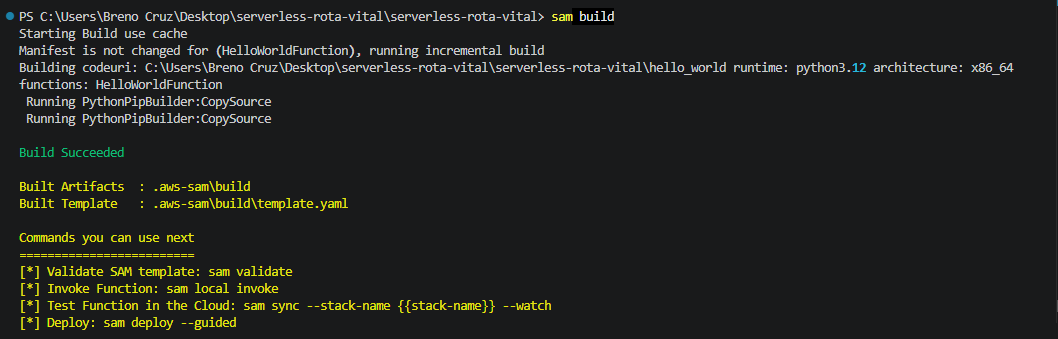 PS C:\Users\Breno Cruz\Desktop\serverless-rota-vital\serverless-rota-vital> sam build
Starting Build use cache
Manifest is not changed for (HelloWorldFunction), running incremental build
Building codeuri: C:\Users\Breno Cruz\Desktop\serverless-rota-vital\serverless-rota-vital\hello_world runtime: python3.12 architecture: x86_64
functions: HelloWorldFunction
 Running PythonPipBuilder:CopySource
 Running PythonPipBuilder:CopySource
Build Succeeded
Built Artifacts  : .aws-sam\build
Built Template   : .aws-sam\build\template.yaml
Commands you can use next
=========================
[*] Validate SAM template: sam validate
[*] Invoke Function: sam local invoke
[*] Test Function in the Cloud: sam sync --stack-name {{stack-name}} --watch
[*] Deploy: sam deploy --guided